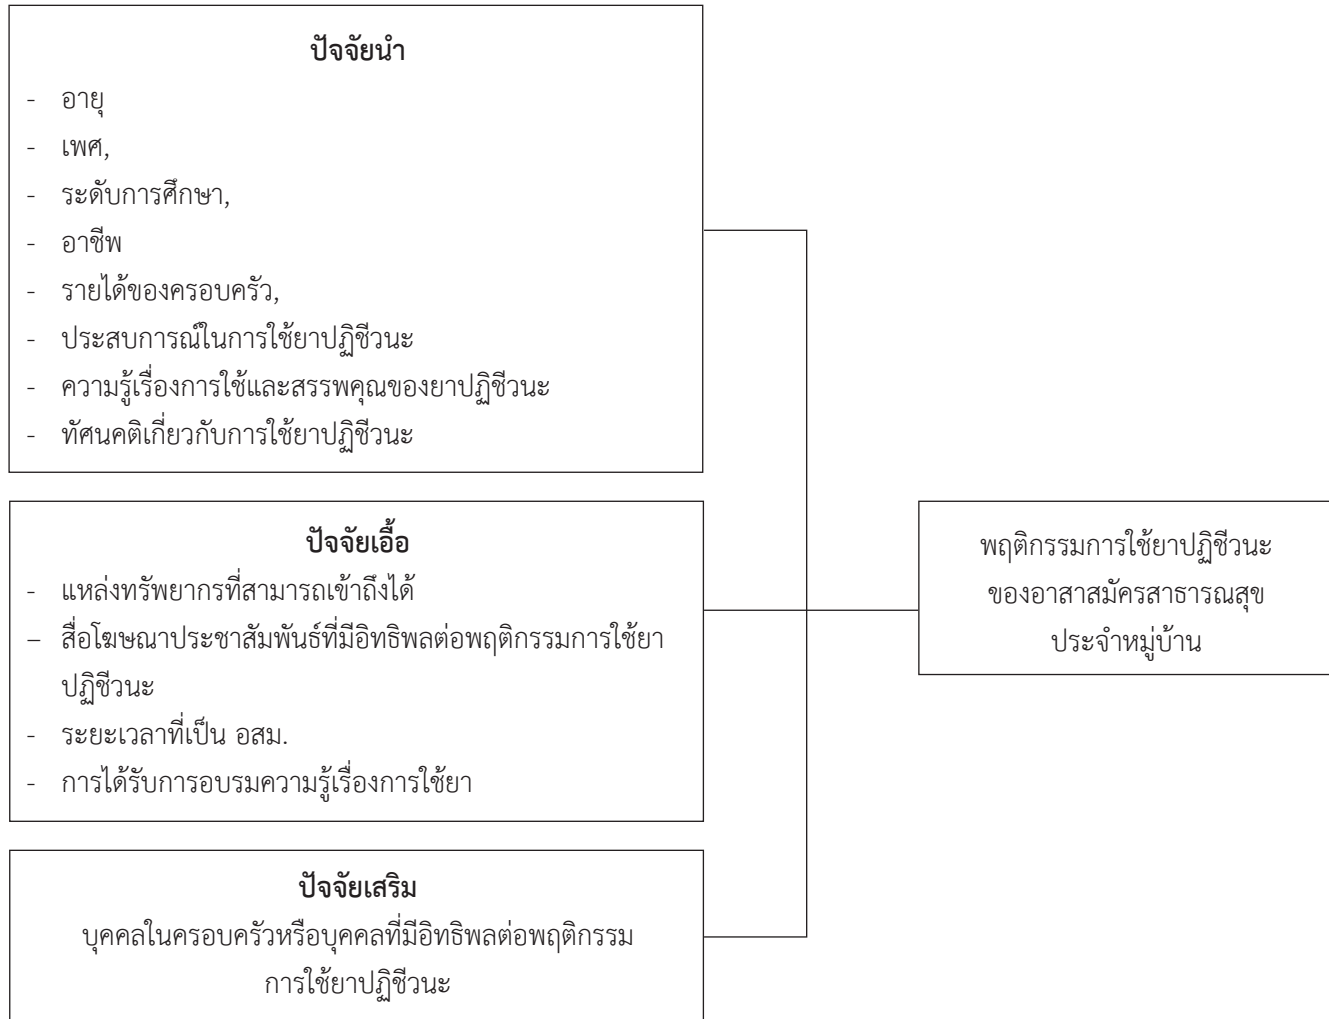 ปัจจัยนำ
- อายุ
- เพศ,
- ระดับการศึกษา,
- อาชีพ
- รายได้ของครอบครัว,
- ประสบการณ์ในการใช้ยาปฏิชีวนะ
- ความรู้เรื่องการใช้และสรรพคุณของยาปฏิชีวนะ
- ทัศนคติเกี่ยวกับการใช้ยาปฏิชีวนะ
ปัจจัยเอื้อ
- แหล่งทรัพยากรที่สามารถเข้าถึงได้
– สื่อโฆษณาประชาสัมพันธ์ที่มีอิทธิพลต่อพฤติกรรมการใช้ยา
ปฏิชีวนะ
- ระยะเวลาที่เป็น อสม.
- การได้รับการอบรมความรู้เรื่องการใช้ยา
ปัจจัยเสริม
บุคคลในครอบครัวหรือบุคคลที่มีอิทธิพลต่อพฤติกรรม
การใช้ยาปฏิชีวนะ
พฤติกรรมการใช้ยาปฏิชีวนะ
ของอาสาสมัครสาธารณสุข
ประจำหมู่บ้าน